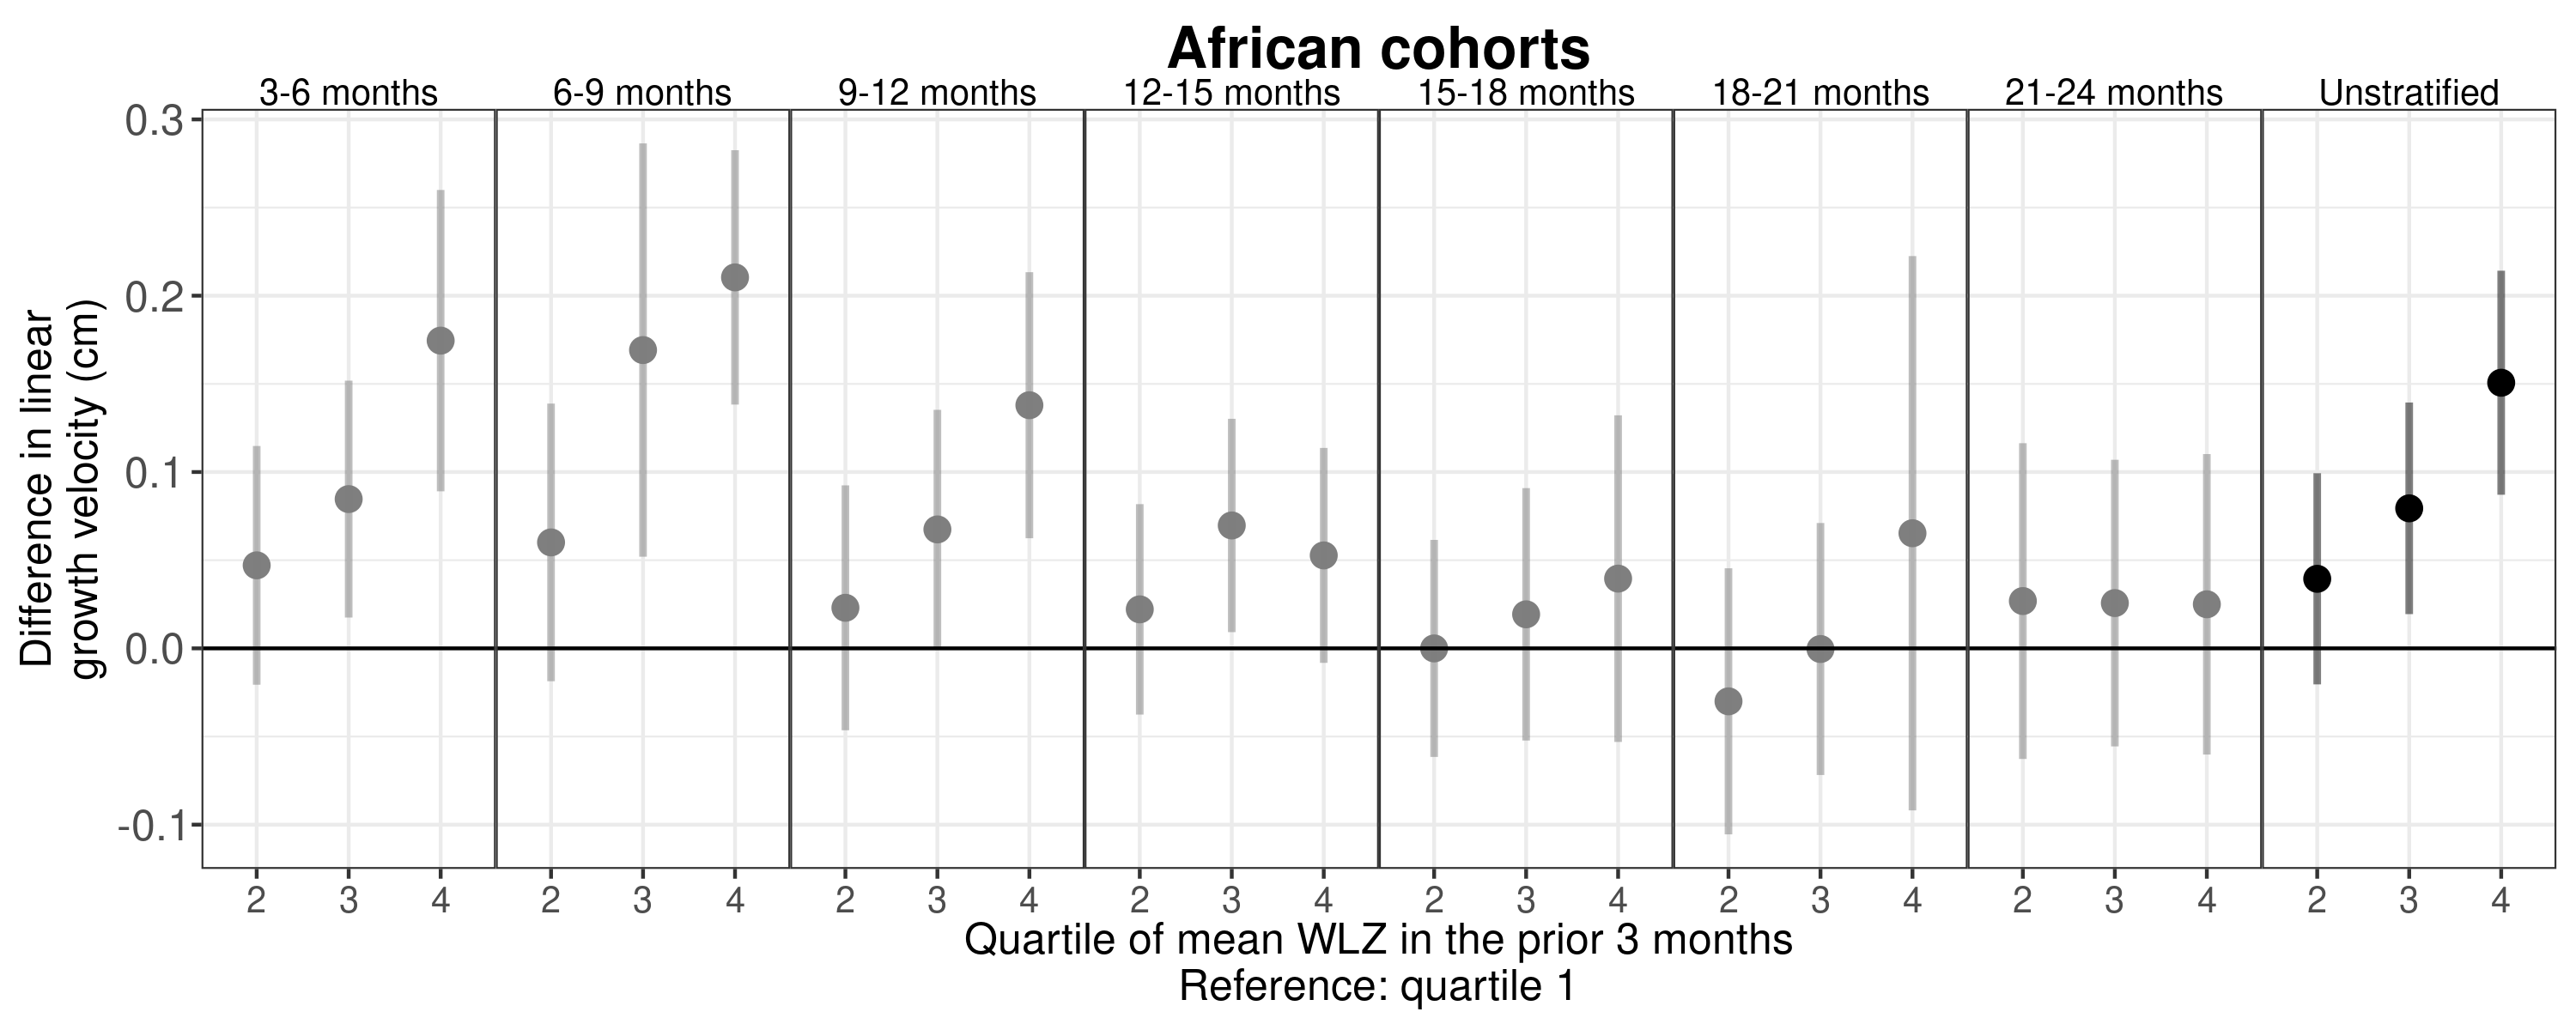 African cohorts
3-6 months 6-9 months 9-12 months 12-15 months 15-18 months 18-21 months 21-24 months Unstratified
Difference in linear
growth velocity (cm)
0.3
0.2
0.1
0.0
-0.1
2 3 4 2 3 4 2 3 4 2 3 4 2 3 4 2 3 4 2 3 4 2 3 4
Quartile of mean WLZ in the prior 3 months
Reference: quartile 1